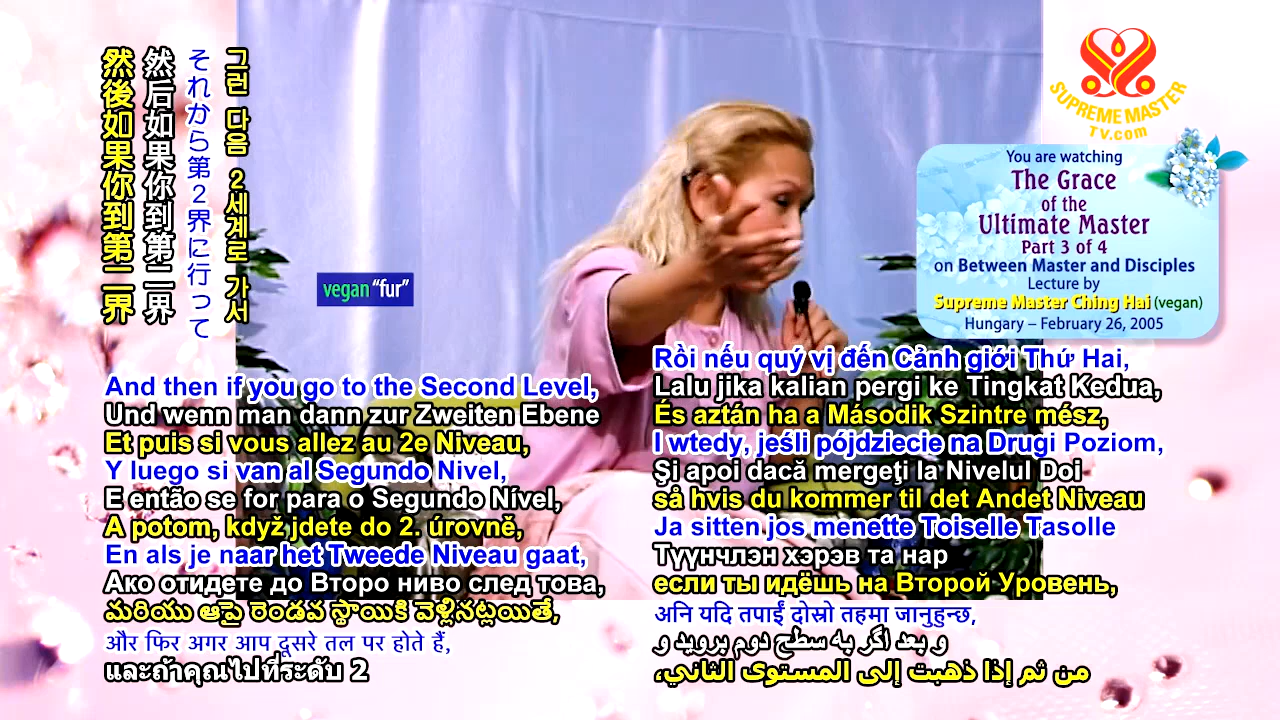 그런 다음 2세계로 가서
それから第2界に行って
然后如果你到第二界
然後如果你到第二界
SUPREME MASTER
TV.com
You are watching
The Grace
of the
Ultimate Master
Part 3 of 4
on Between Master and Disciples
Lecture by
Supreme Master Ching Hai (vegan)
Hungary – February 26, 2005
vegan “fur”
And then if you go to the Second Level,
Und wenn man dann zur Zweiten Ebene
Et puis si vous allez au 2e Niveau,
Y luego si van al Segundo Nivel,
E então se for para o Segundo Nível,
A potom, když jdete do 2. úrovně,
En als je naar het Tweede Niveau gaat,
Ако отидете до Второ ниво след това,
మరియు ఆపై రెండవ స్థాయికి వెళ్లినట్లయితే,
और फिर अगर आप दूसरे तल पर होते हैं,
และถ้าคุณไปที่ระดับ 2
Rồi nếu quý vị đến Cảnh giới Thứ Hai,
Lalu jika kalian pergi ke Tingkat Kedua,
És aztán ha a Második Szintre mész,
I wtedy, jeśli pójdziecie na Drugi Poziom,
Şi apoi dacă mergeţi la Nivelul Doi
så hvis du kommer til det Andet Niveau
Ja sitten jos menette Toiselle Tasolle
Түүнчлэн хэрэв та нар
если ты идёшь на Второй Уровень,
अनि यदि तपाईं दोस्रो तहमा जानुहुन्छ,
و بعد اگر به سطح دوم بروید و
من ثم إذا ذهبت إلى المستوى الثاني،